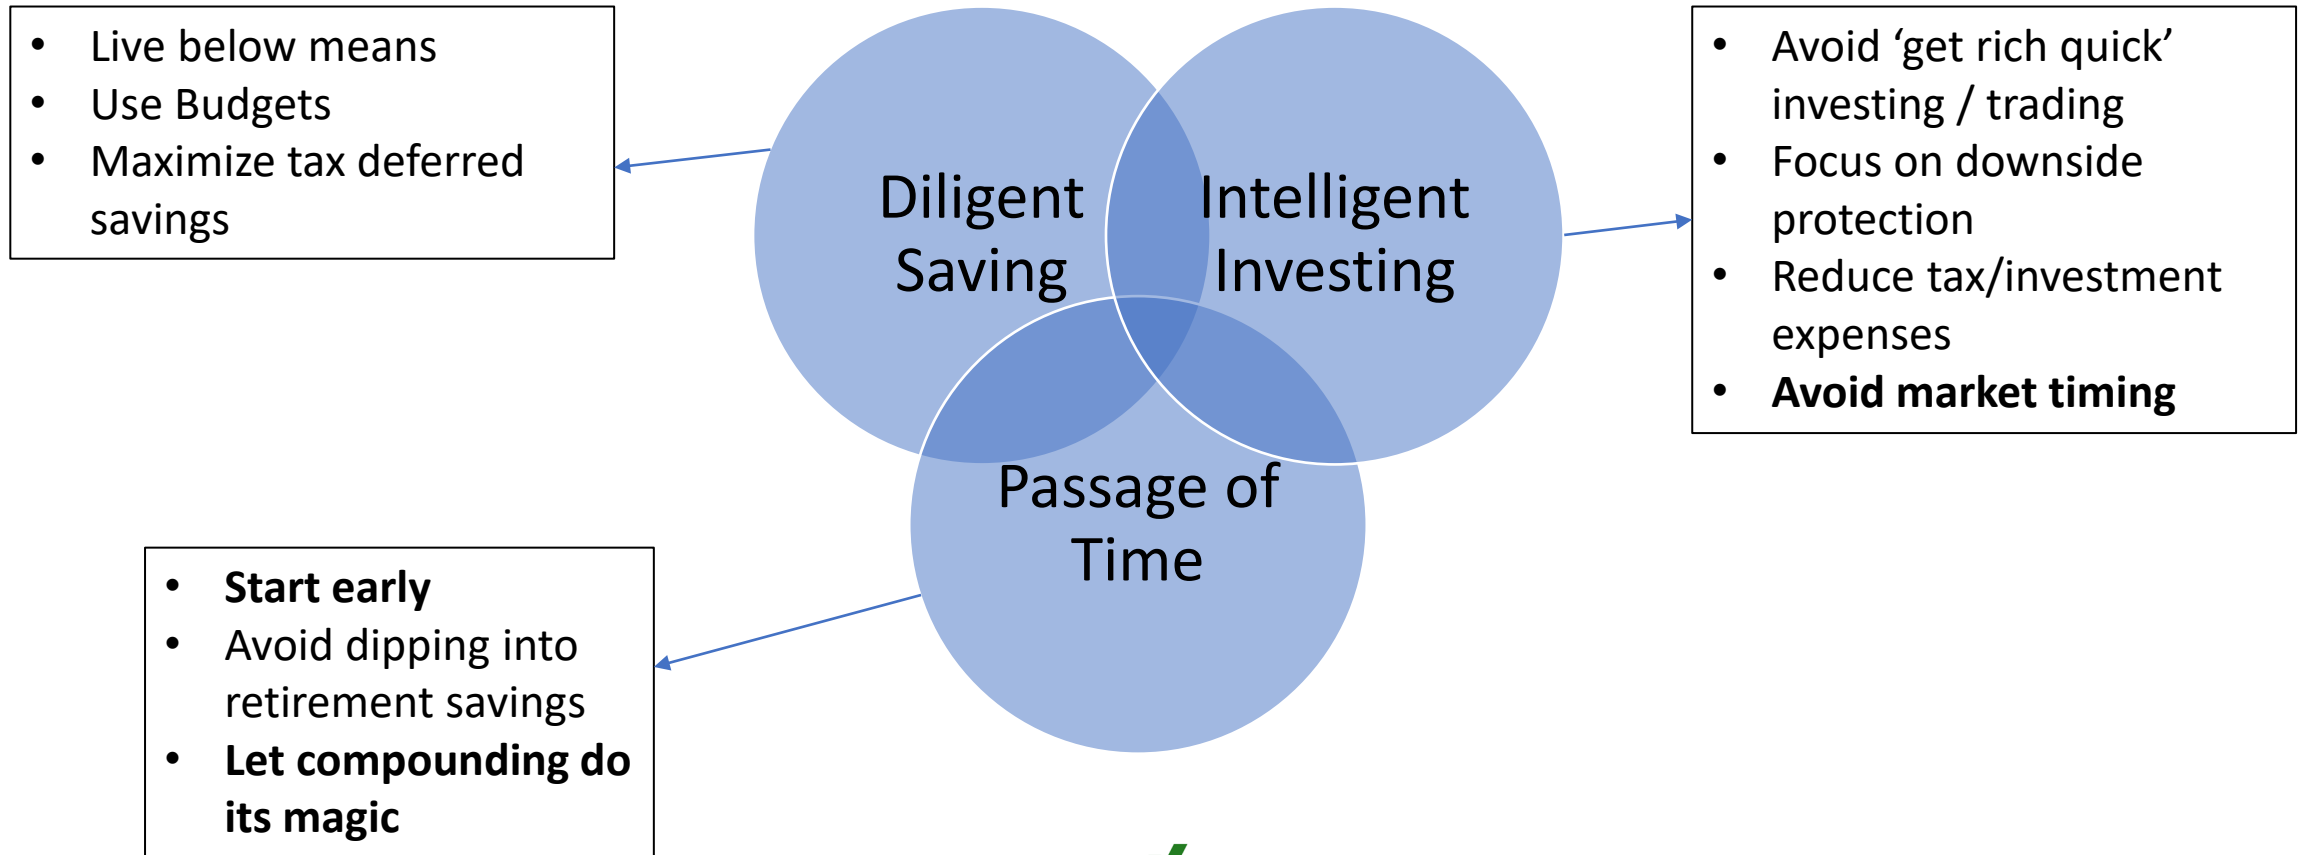 • Live below means
• Use Budgets
• Maximize tax deferred
savings
Diligent
Saving
Intelligent
Investing
• Avoid ‘get rich quick’
investing / trading
• Focus on downside
protection
• Reduce tax/investment
expenses
• Avoid market timing
Passage of
Time
• Start early
• Avoid dipping into
retirement savings
• Let compounding do
its magic